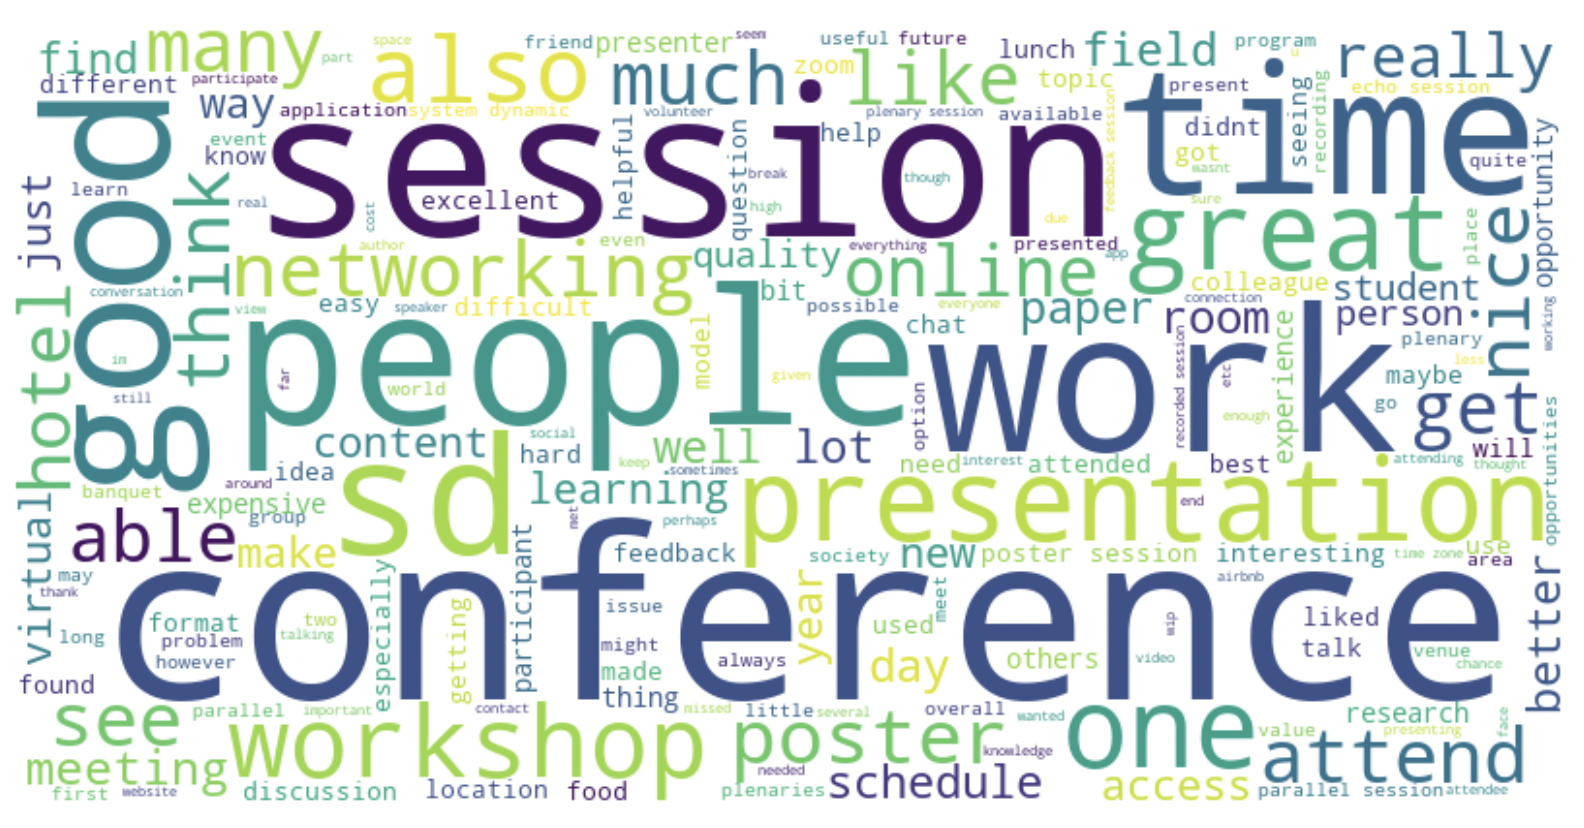 find
many
part
space
also
friend
presenter
seem
useful
future
lunch
field
program
really
different
participate
way
application
system dynamic
much
volunteer
zoom
like
plenary session
topic
available
time
u
present
seeing
recording
echo session
event
know
learn
real
session
excellent
helpful
question
break
high
help
though
due
feedback session
didnt
got
wasnt
sure
quite
opportunity
just
good
think
cost
networking
author
even
quality
everything
online
presented
app
great
place
nice
colleague
student
conversation
view
easy
speaker
difficult
bit
possible
everyone
chat
paper
connection
room
person
plenary
working
hotel
im
still
people
far
world
model
given
work
recorded session
etc
enough
experience
maybe
less
go
get
option
content
social
hard
well
keep
sometimes
lot
need
interest
attended
best
attending
will
thought
opportunities
banquet
around
idea
expensive
group
sd
learning
met
perhaps
presentation
end
virtual
able
make
feedback
society
new
poster session
interesting
time zone
use
area
may
thank
conference
especially
participant
airbnb
long
format
problem
however
two
talking
getting
issue
might
made
thing
always
year
used
meet
day
others
video
wip
liked
talk
venue
chance
better
found
see
parallel
important
contact
missed
little
several
overall
wanted
one
value
research
presenting
face
meeting
workshop
poster
knowledge
attend
first
website
discussion
location
food
needed
plenaries
schedule
access
parallel session
attendee